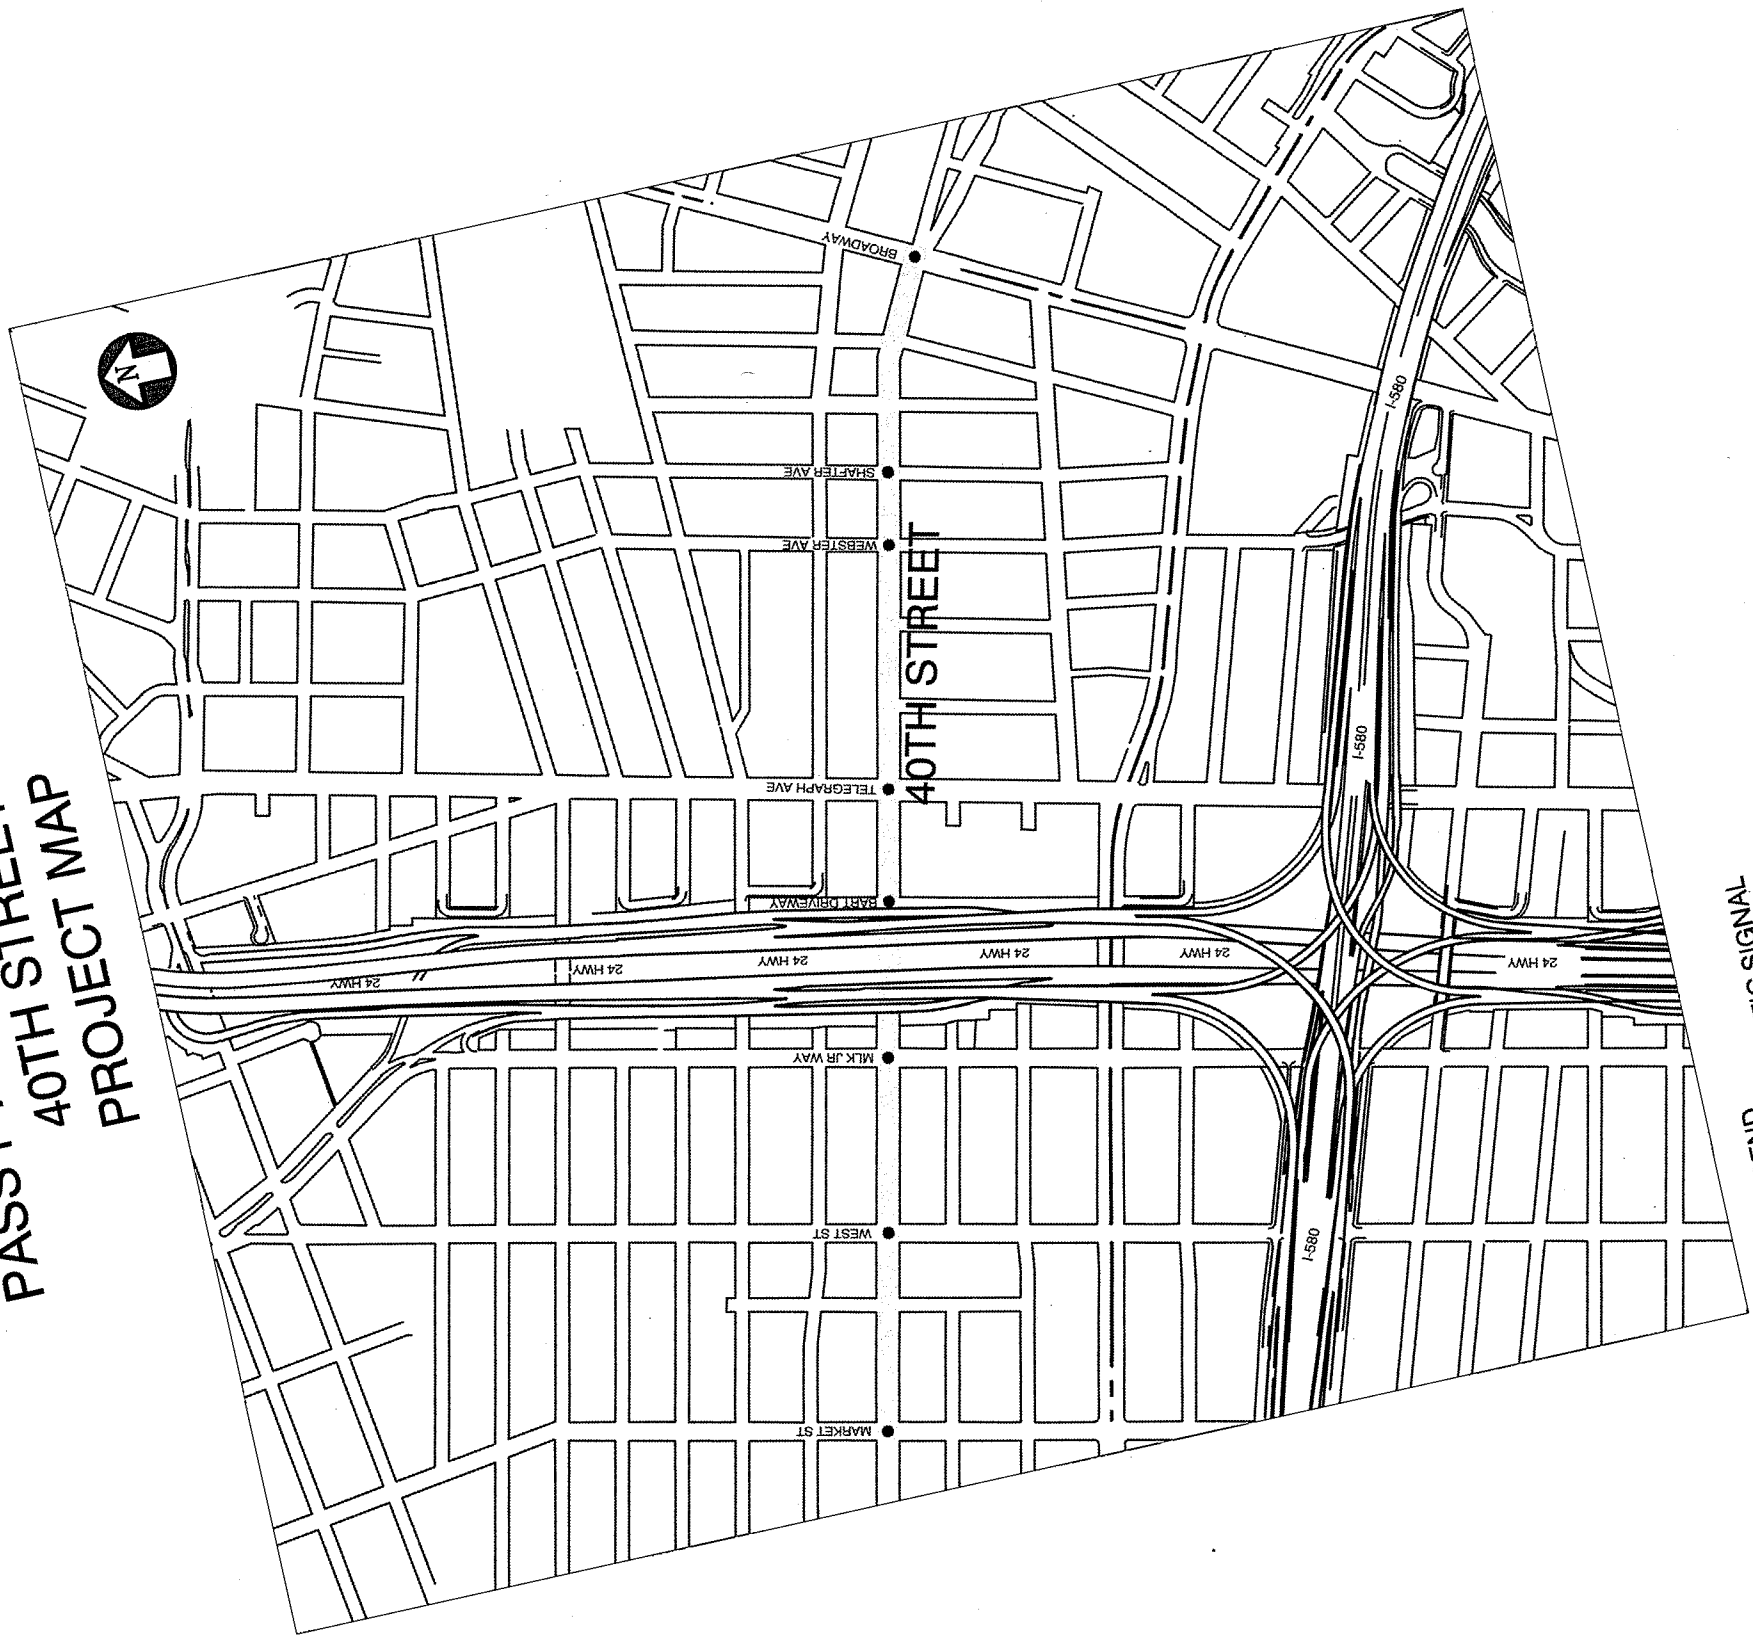 PASS
40TH STREET
PROJECT MAP
N
BROADWAY
SHAFTER AVE
WEBSTER AVE
40TH STREET
TELEGRAPH AVE
BART DRIVEWAY
24 HWY
24 HWY
24 HWY
24 HWY
24 HWY
24 HWY
I-580
I-580
I-580
MLK JR WAY
WEST ST
MARKET ST
SIGNAL